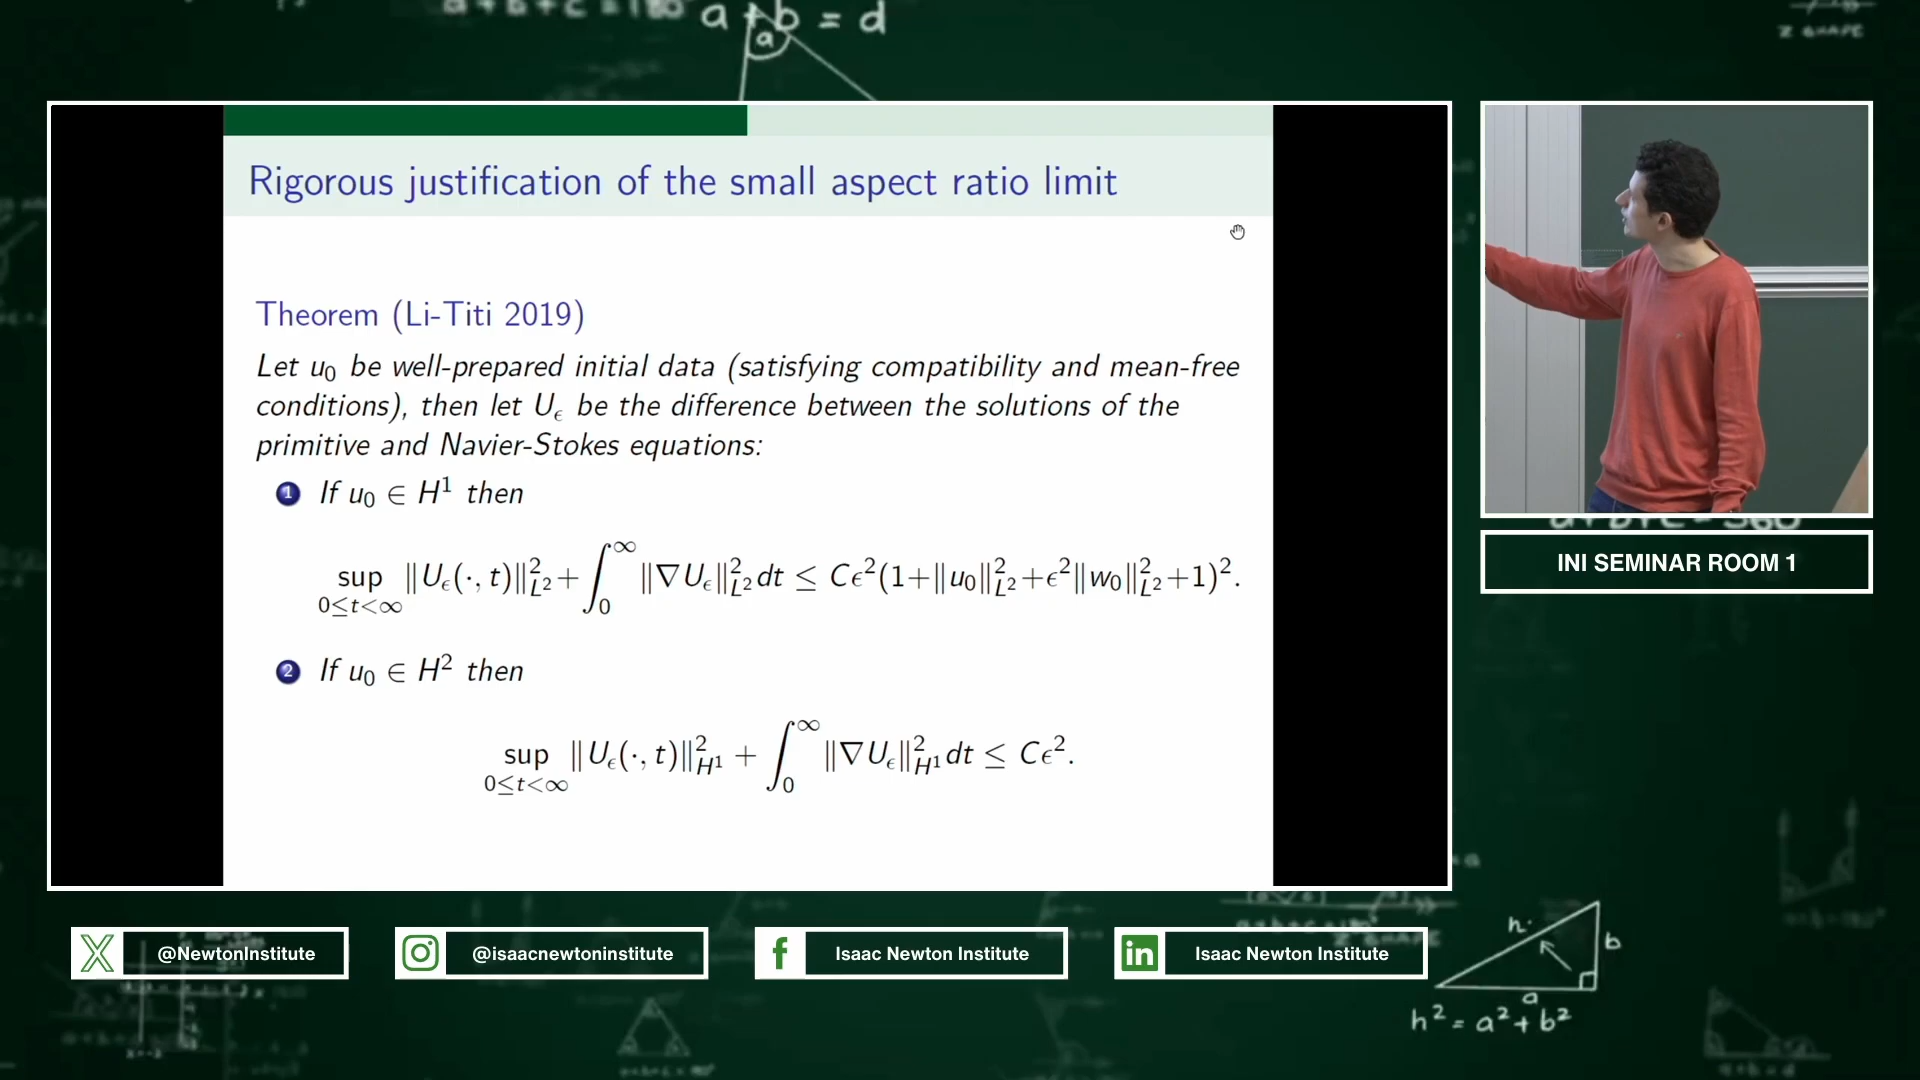 a + b = d
a
Z SHAPE
Rigorous justification of the small aspect ratio limit
Theorem (Li-Titi 2019)
Let u₀ be well-prepared initial data (satisfying compatibility and mean-free
conditions), then let U_ϵ be the difference between the solutions of the
primitive and Navier-Stokes equations:
1 If u₀ ∈ H¹ then
sup_{0≤t<∞} ‖U_ϵ(·, t)‖²_{L²} + ∫₀^∞ ‖∇U_ϵ‖²_{L²} dt ≤ Cϵ²(1+‖u₀‖²_{L²}+ϵ²‖w₀‖²_{L²}+1)².
2 If u₀ ∈ H² then
sup_{0≤t<∞} ‖U_ϵ(·, t)‖²_{H¹} + ∫₀^∞ ‖∇U_ϵ‖²_{H¹} dt ≤ Cϵ².
INI SEMINAR ROOM 1
@NewtonInstitute
@isaacnewtoninstitute
Isaac Newton Institute
in
Isaac Newton Institute
h
b
a
h² = a² + b²